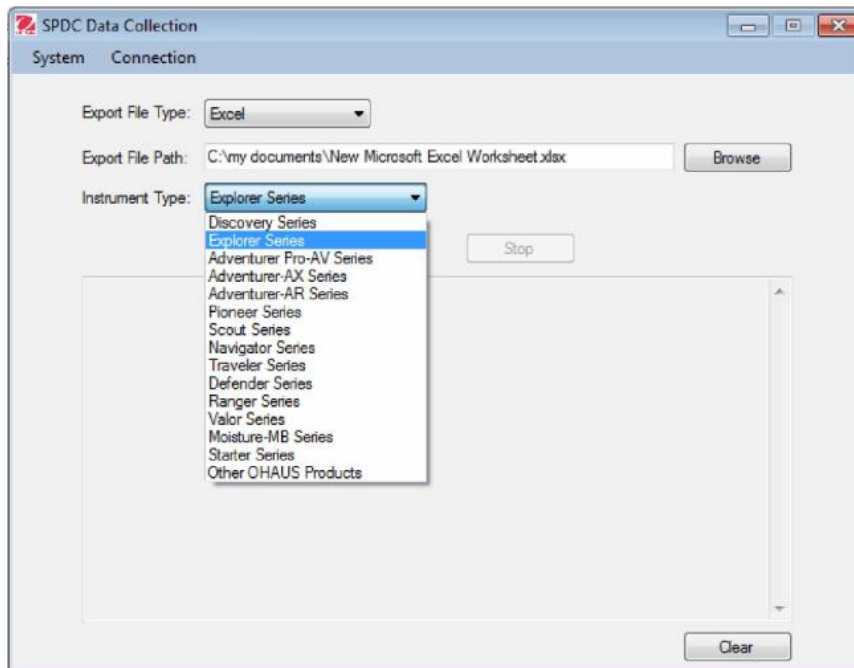 SPDC Data Collection
System Connection
Export File Type: Excel
Export File Path: C:\my documents\New Microsoft Excel Worksheet.xlsx Browse
Instrument Type: Explorer Series
Discovery Series
Explorer Series
Stop
Adventurer Pro-AV Series
Adventurer-AX Series
Adventurer-AR Series
Pioneer Series
Scout Series
Navigator Series
Traveler Series
Defender Series
Ranger Series
Valor Series
Moisture-MB Series
Starter Series
Other OHAUS Products
Clear